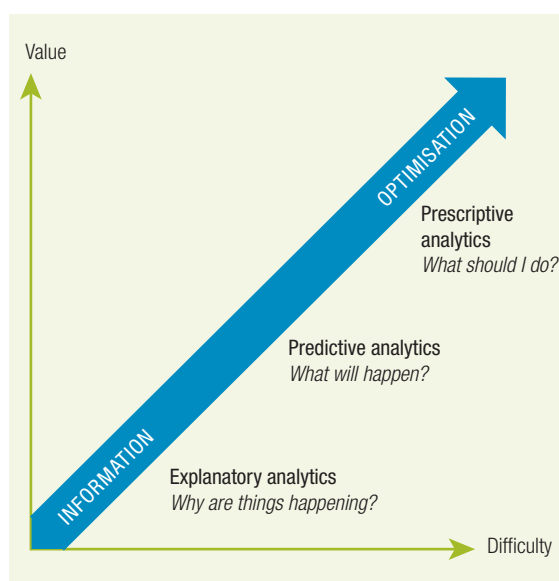 Value
OPTIMISATION
Prescriptive
analytics
What should I do?
Predictive analytics
What will happen?
INFORMATION
Explanatory analytics
Why are things happening?
Difficulty